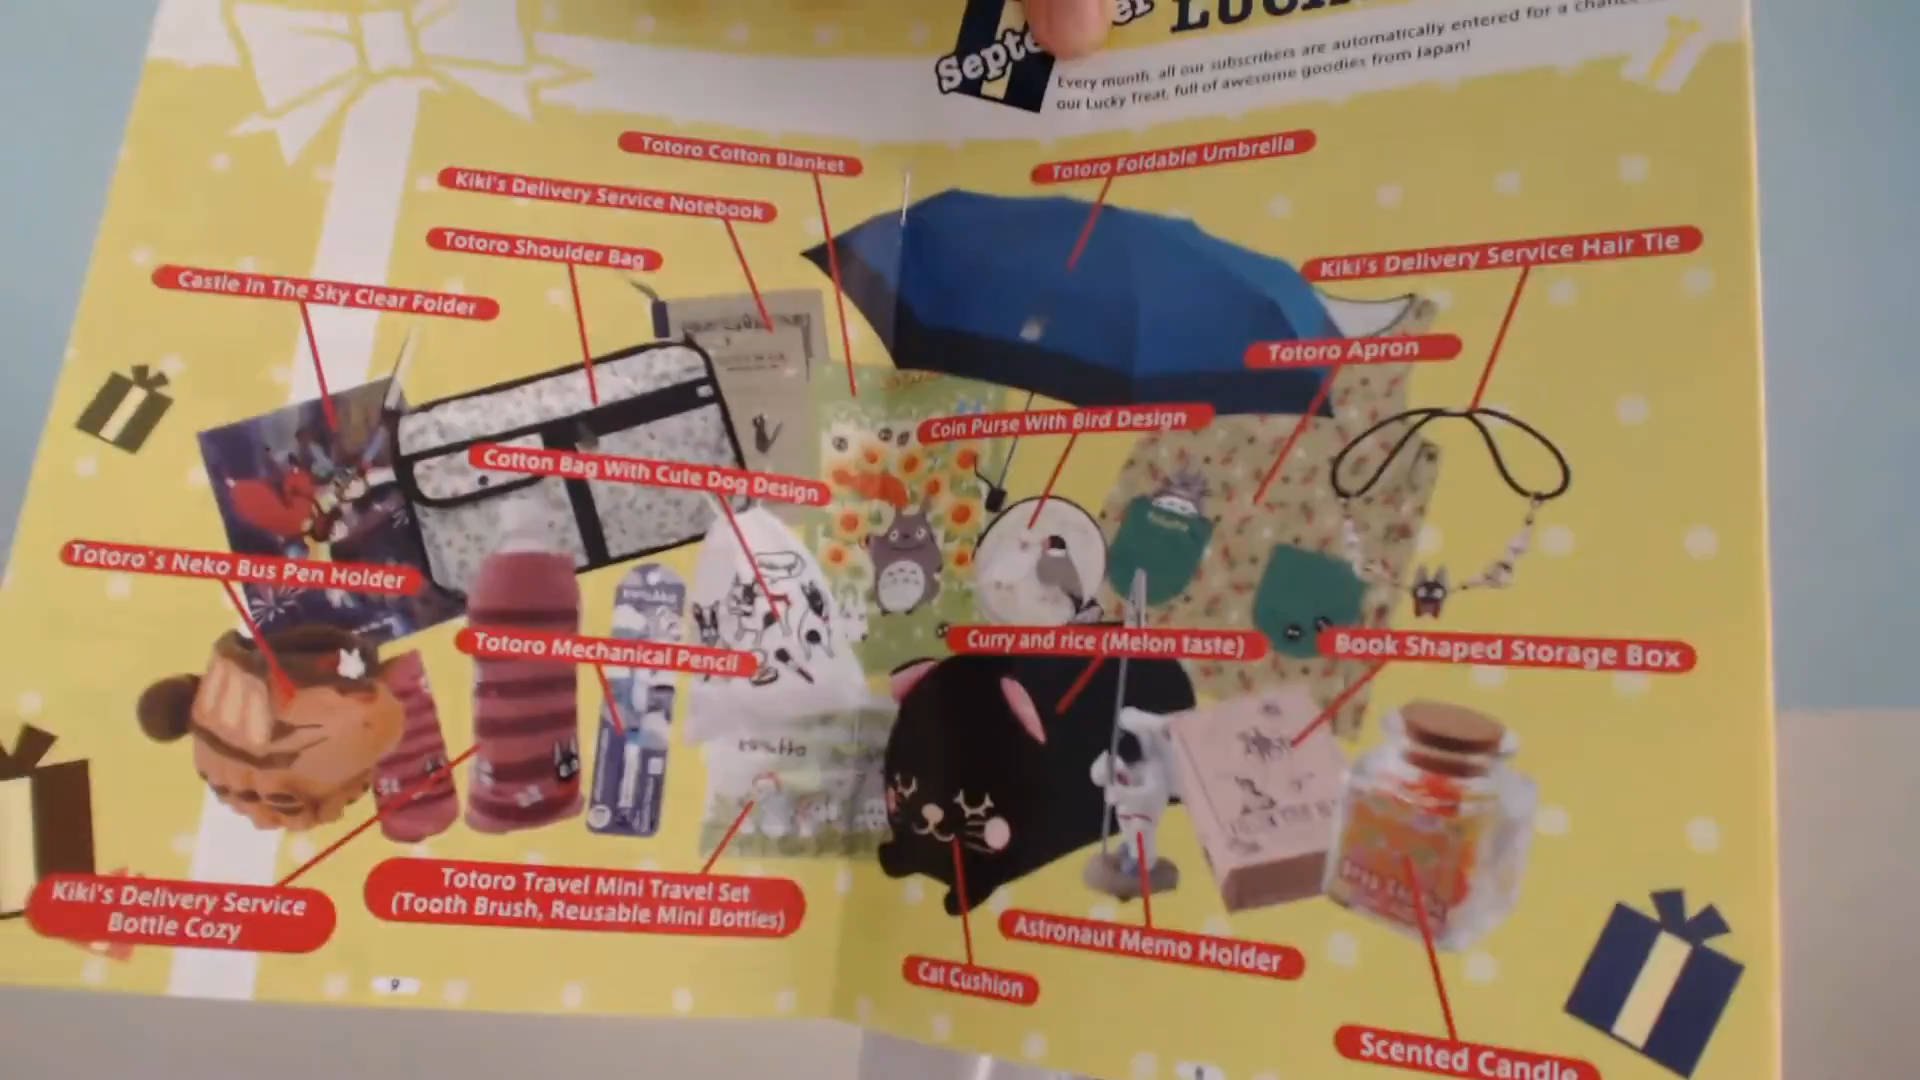 September
Every month, all our subscribers are automatically entered for a
our Lucky Treat, full of awesome goodies from Japan!
Totoro Cotton Blanket
Totoro Foldable Umbrella
Kiki's Delivery Service Notebook
Totoro Shoulder Bag
Kiki's Delivery Service Hair Tie
Castle In The Sky Clear Folder
Totoro Apron
Coin Purse With Bird Design
Cotton Bag With Cute Dog Design
Totoro's Neko Bus Pen Holder
Totoro Mechanical Pencil
Curry and rice (Melon taste)
Book Shaped Storage Box
Kiki's Delivery Service
Bottle Cozy
Totoro Travel Mini Travel Set
(Tooth Brush, Reusable Mini Bottles)
Astronaut Memo Holder
Cat Cushion
Scented Candle
9